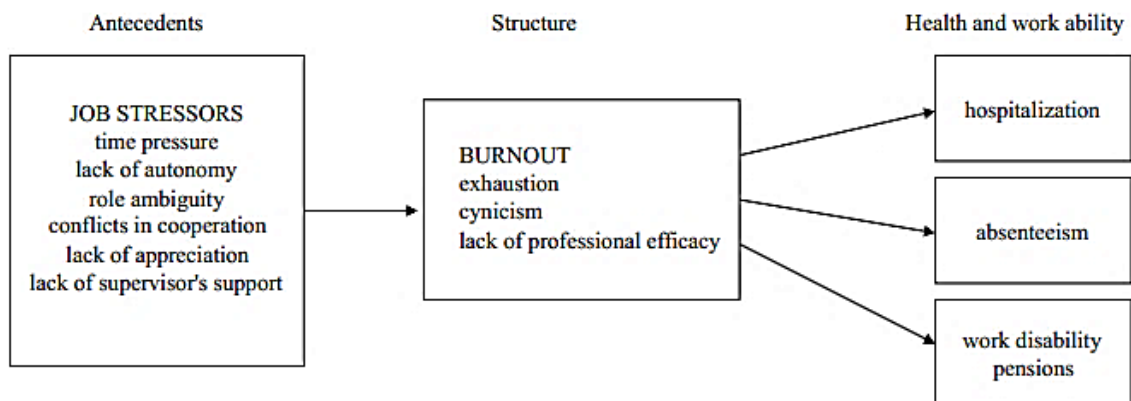 Antecedents
Structure
Health and work ability
JOB STRESSORS
time pressure
lack of autonomy
role ambiguity
conflicts in cooperation
lack of appreciation
lack of supervisor's support
BURNOUT
exhaustion
cynicism
lack of professional efficacy
hospitalization
absenteeism
work disability
pensions